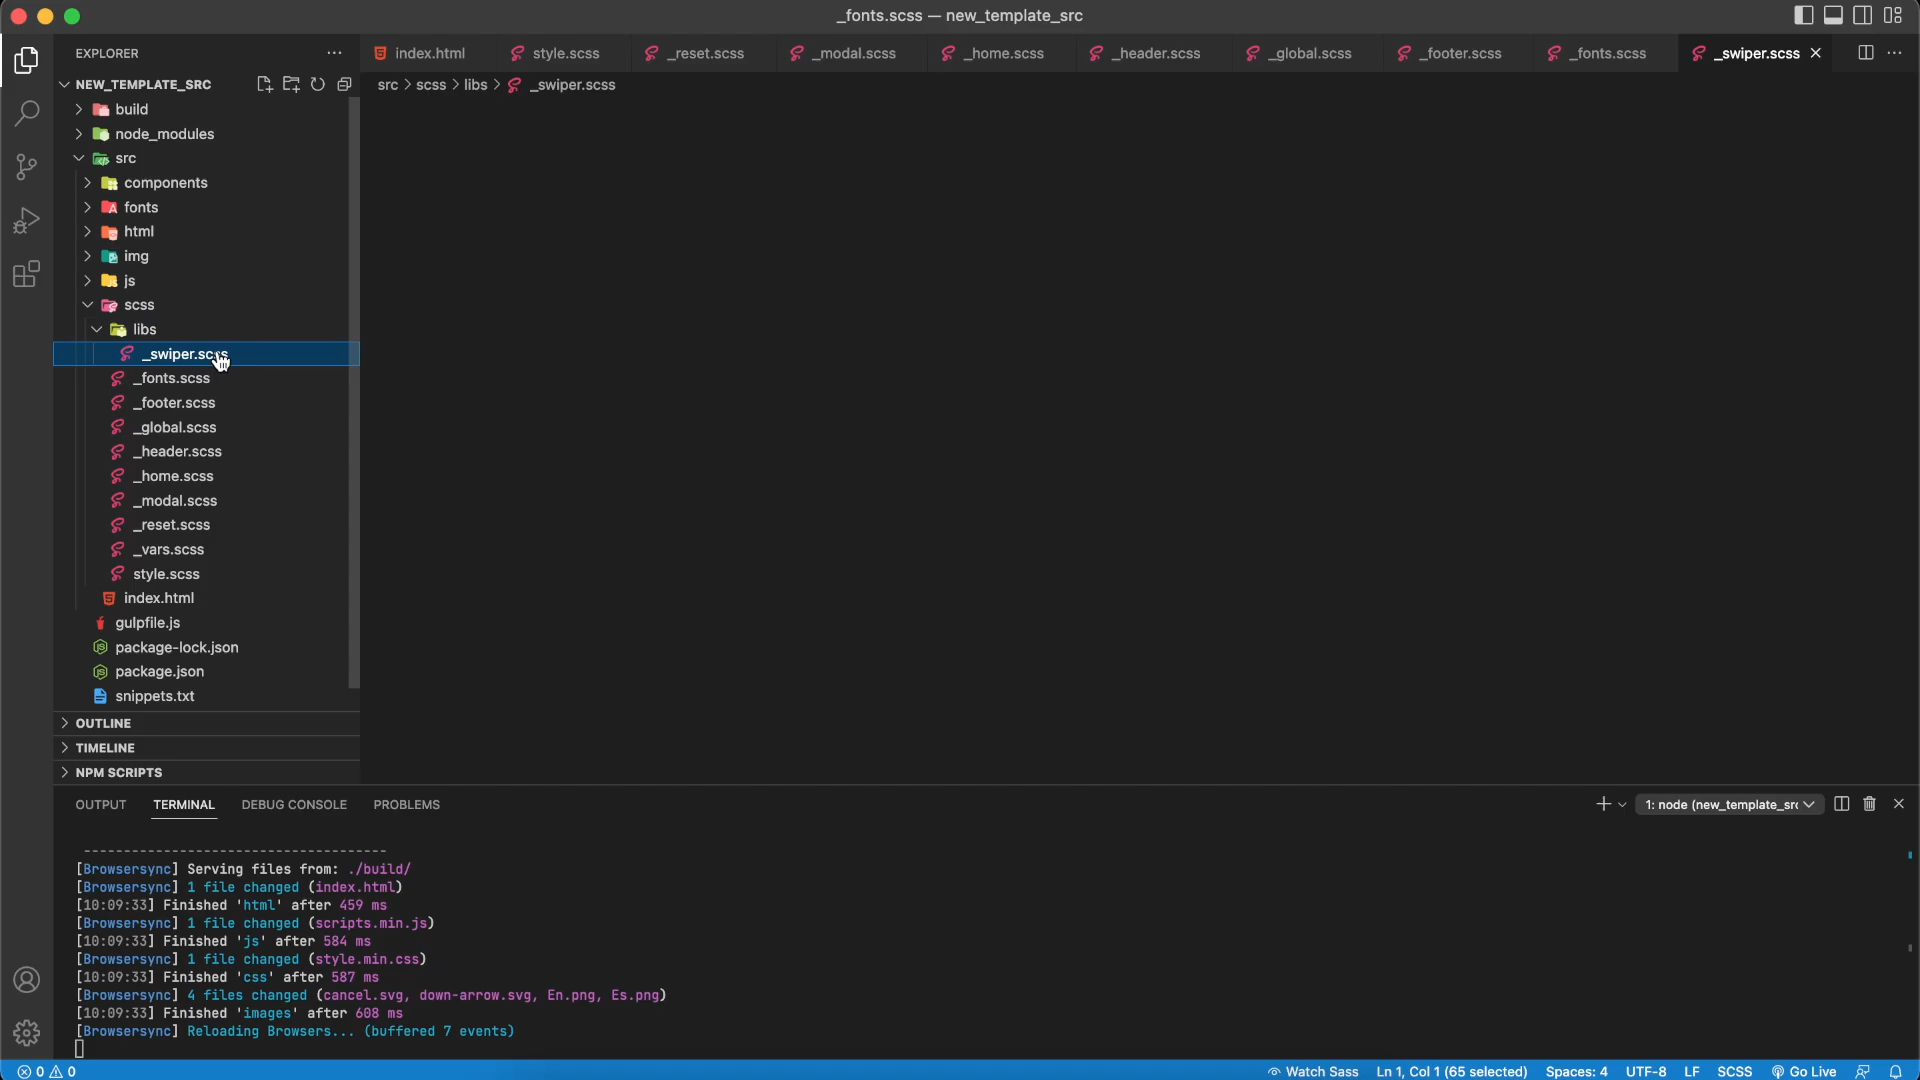 _fonts.scss — new_template_src
EXPLORER
index.html
style.scss
_reset.scss
_modal.scss
_home.scss
_header.scss
_global.scss
_footer.scss
_fonts.scss
_swiper.scss
NEW_TEMPLATE_SRC
src > scss > libs > _swiper.scss
build
node_modules
src
components
fonts
html
img
js
scss
libs
_swiper.scss
_fonts.scss
_footer.scss
_global.scss
_header.scss
_home.scss
_modal.scss
_reset.scss
_vars.scss
style.scss
index.html
gulpfile.js
package-lock.json
package.json
snippets.txt
OUTLINE
TIMELINE
NPM SCRIPTS
OUTPUT TERMINAL DEBUG CONSOLE PROBLEMS
1: node (new_template_src
--------------------------------------
[Browsersync] Serving files from: ./build/
[Browsersync] 1 file changed (index.html)
[10:09:33] Finished 'html' after 459 ms
[Browsersync] 1 file changed (scripts.min.js)
[10:09:33] Finished 'js' after 584 ms
[Browsersync] 1 file changed (style.min.css)
[10:09:33] Finished 'css' after 587 ms
[Browsersync] 4 files changed (cancel.svg, down-arrow.svg, En.png, Es.png)
[10:09:33] Finished 'images' after 608 ms
[Browsersync] Reloading Browsers... (buffered 7 events)
0 0 Watch Sass Ln 1, Col 1 (65 selected) Spaces: 4 UTF-8 LF SCSS Go Live